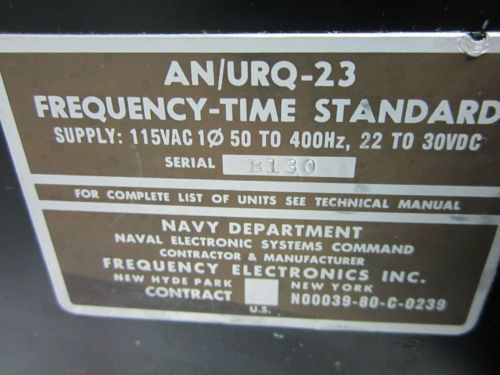 AN/URQ-23
FREQUENCY-TIME STANDARD
SUPPLY: 115VAC 1Ø 50 TO 400Hz, 22 TO 30VDC
SERIAL B130
FOR COMPLETE LIST OF UNITS SEE TECHNICAL MANUAL
NAVY DEPARTMENT
NAVAL ELECTRONIC SYSTEMS COMMAND
CONTRACTOR & MANUFACTURER
FREQUENCY ELECTRONICS INC.
NEW HYDE PARK NEW YORK
CONTRACT N00039-80-C-0239
U.S.